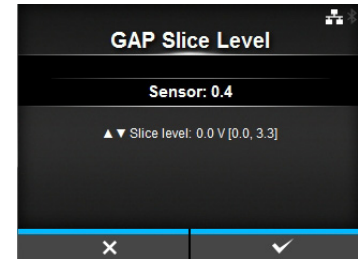 GAP Slice Level
Sensor: 0.4
▲▼ Slice level: 0.0 V [0.0, 3.3]